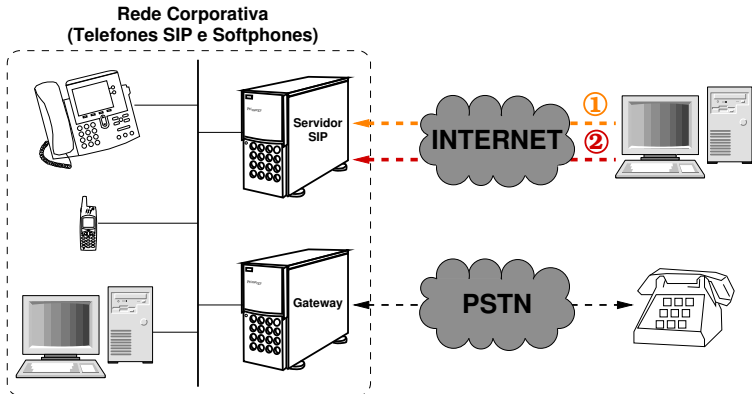 Rede Corporativa
(Telefones SIP e Softphones)
Servidor
SIP
INTERNET
①
②
Gateway
PSTN